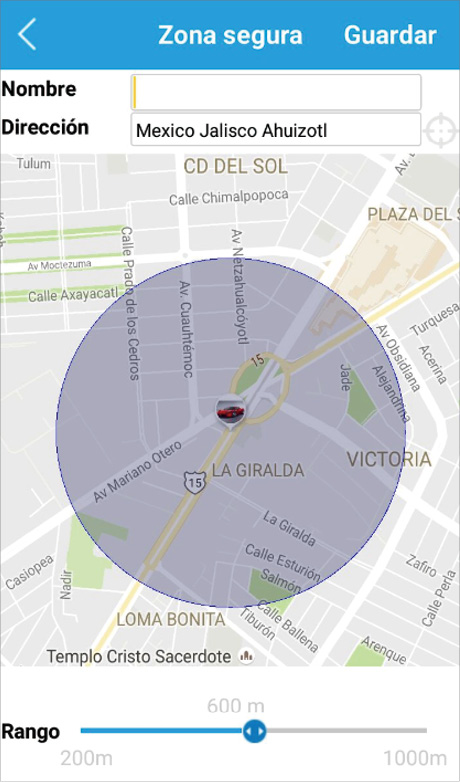 Zona segura Guardar
Nombre
Dirección Mexico Jalisco Ahuizotl
Tulum
CD DEL SOL
Calle Chimalpopoca
PLAZA DEL S
Av Moctezuma
Calle Axayacatl
Calle Prado de los Cedros
Av. Cuauhtémoc
Av Netzahualcóyotl
15
Turquesa
Av Obsidiana
Acerina
Alejandrina
Jade
Av Mariano Otero
15
LA GIRALDA
VICTORIA
La Giralda
Calle Esturión
Salmón
Casiopea
Nadir
Zafiro
Calle Perla
LOMA BONITA
Tiburón
Calle Ballena
Arenque
Templo Cristo Sacerdote
600 m
Rango
200m 1000m